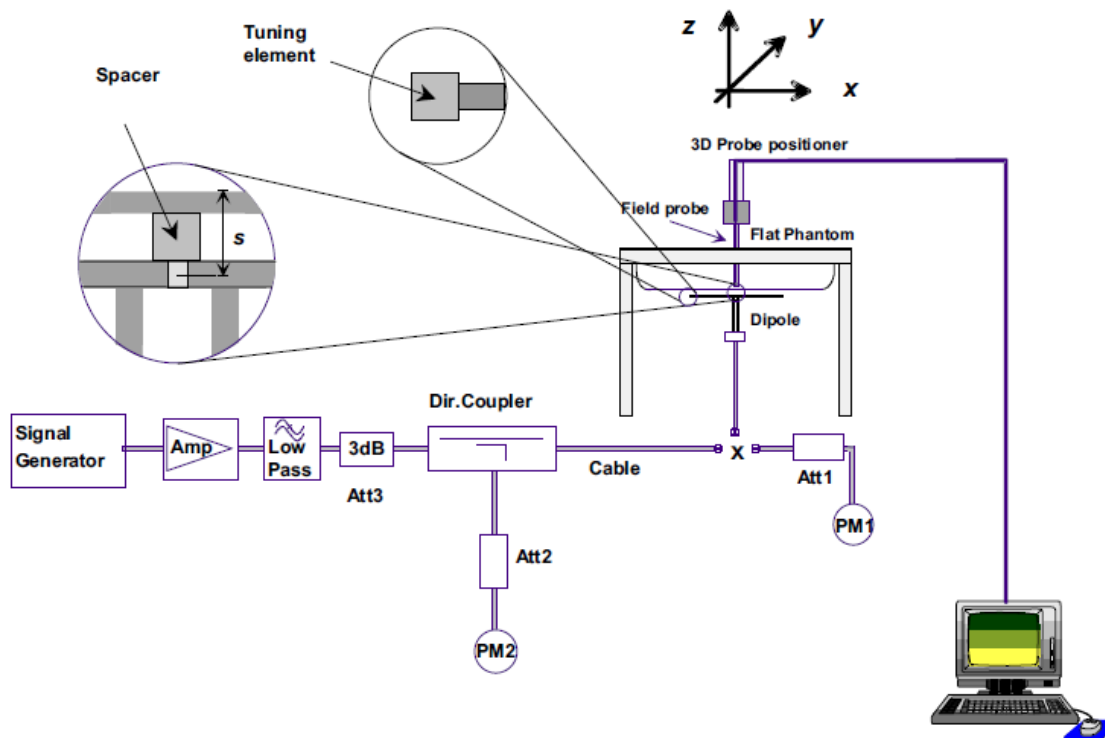 Tuning
element
z
y
x
Spacer
s
3D Probe positioner
Field probe
Flat Phantom
Dipole
Dir.Coupler
Signal
Generator
Amp
Low
Pass
3dB
Att3
Cable
x
Att1
PM1
Att2
PM2